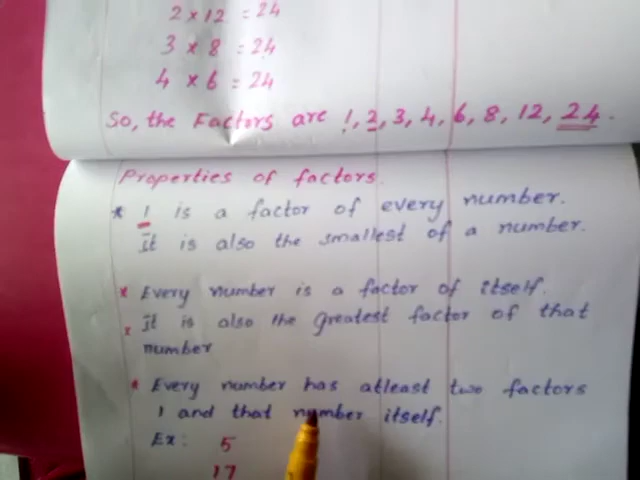 2 × 12 = 24
3 × 8 = 24
4 × 6 = 24
So, the Factors are 1, 2, 3, 4, 6, 8, 12, 24.
Properties of factors.
* 1 is a factor of every number.
It is also the smallest of a number.
* Every number is a factor of itself.
* It is also the greatest factor of that
number
* Every number has atleast two factors
1 and that number itself.
Ex: 5
17